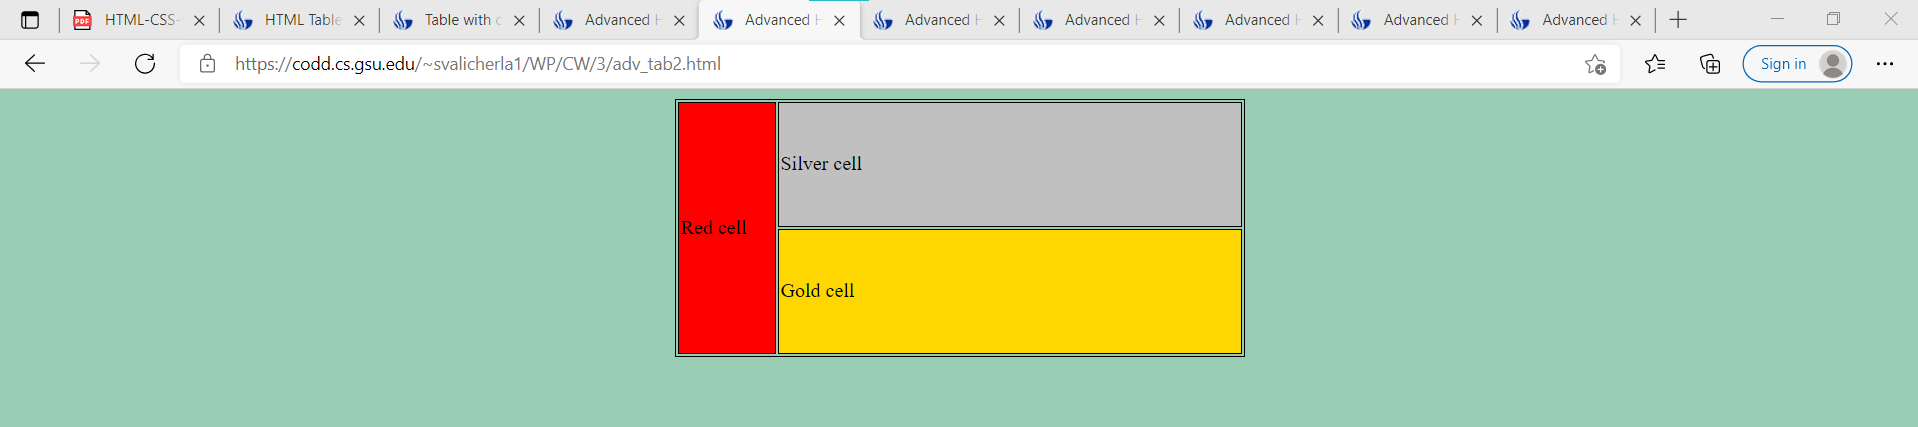 HTML-CSS- HTML Table Table with c Advanced H Advanced H Advanced H Advanced H Advanced H Advanced H Advanced H
https://codd.cs.gsu.edu/~svalicherla1/WP/CW/3/adv_tab2.html Sign in
Silver cell
Red cell
Gold cell